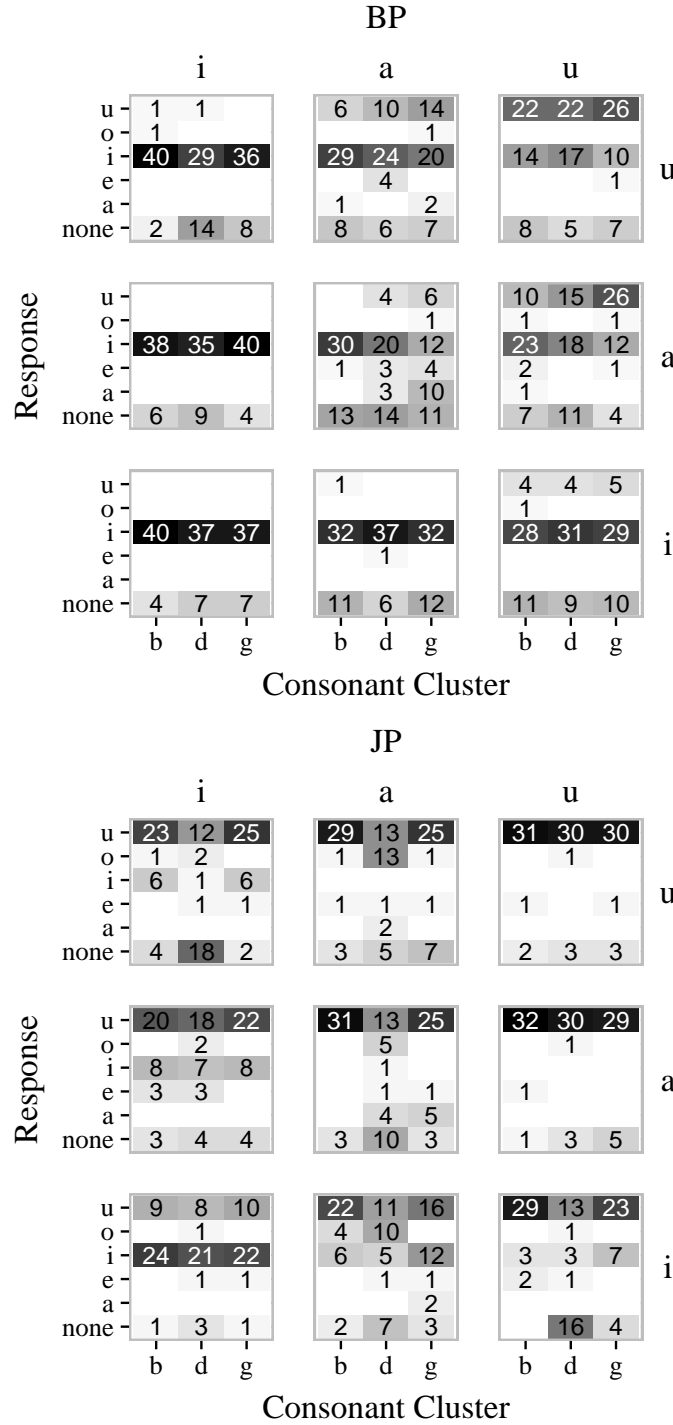 BP
i a u
u 1 1 6 10 14 22 22 26
o 1 1
i 40 29 36 29 24 20 14 17 10 u
e 4 1
a 1 2
none 2 14 8 8 6 7 8 5 7
u 4 6 10 15 26
o 1 1 1
i 38 35 40 30 20 12 23 18 12 a
e 1 3 4 2 1
a 3 10 1
none 6 9 4 13 14 11 7 11 4
Response
u 1 4 4 5
o 1
i 40 37 37 32 37 32 28 31 29 i
e 1
a
none 4 7 7 11 6 12 11 9 10
b d g b d g b d g
Consonant Cluster
JP
i a u
u 23 12 25 29 13 25 31 30 30
o 1 2 1 13 1 1
i 6 1 6 u
e 1 1 1 1 1 1 1
a 2
none 4 18 2 3 5 7 2 3 3
u 20 18 22 31 13 25 32 30 29
o 2 5 1
i 8 7 8 1 a
e 3 3 1 1 1
a 4 5
none 3 4 4 3 10 3 1 3 5
Response
u 9 8 10 22 11 16 29 13 23
o 1 4 10 1
i 24 21 22 6 5 12 3 3 7 i
e 1 1 1 1 2 1
a 2
none 1 3 1 2 7 3 16 4
b d g b d g b d g
Consonant Cluster